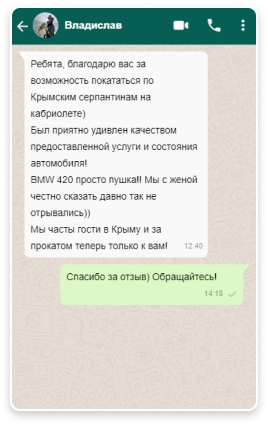 Владислав
Ребята, благодарю вас за
возможность покататься по
Крымским серпантинам на
кабриолете)
Был приятно удивлен качеством
предоставленной услуги и состояния
автомобиля!
BMW 420 просто пушка!! Мы с женой
честно сказать давно так не
отрывались))
Мы часты гости в Крыму и за
прокатом теперь только к вам!
12:40
Спасибо за отзыв) Обращайтесь!
14:18